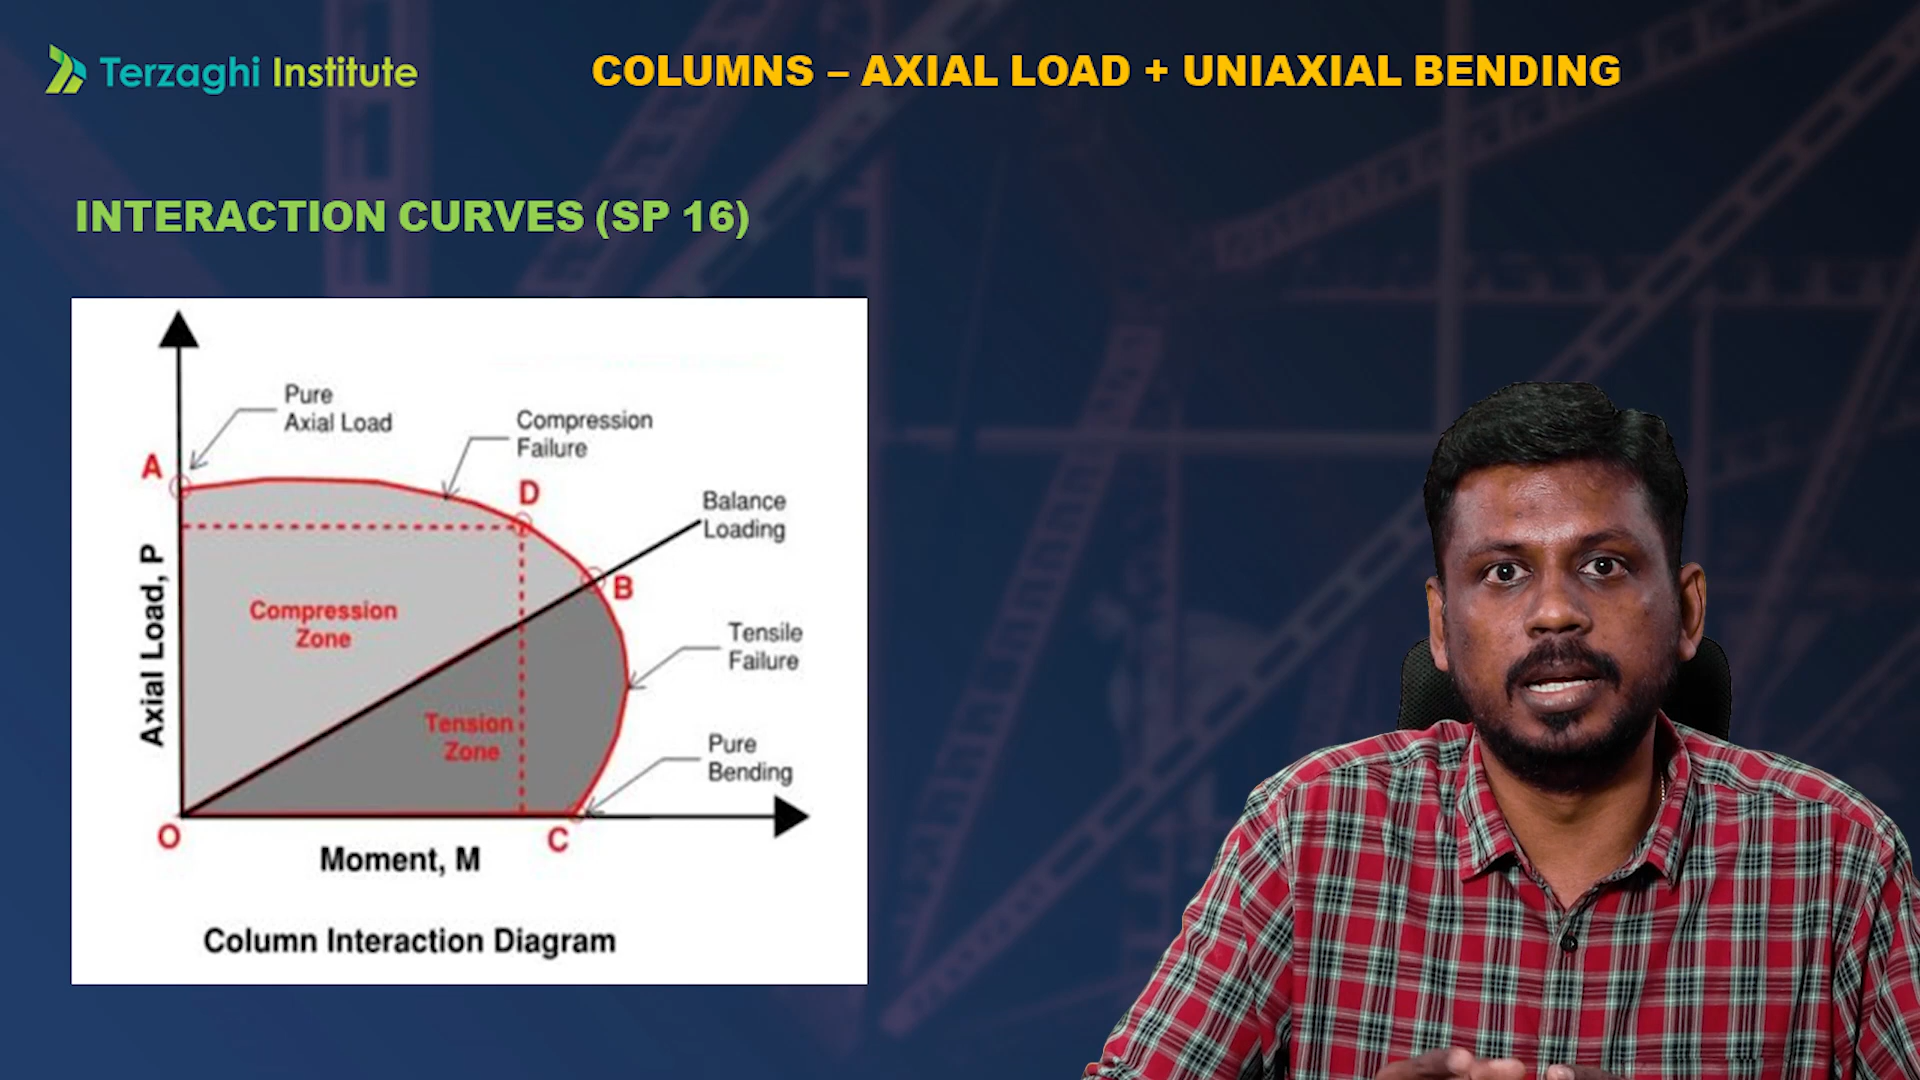 Terzaghi Institute
COLUMNS – AXIAL LOAD + UNIAXIAL BENDING
INTERACTION CURVES (SP 16)
Pure
Axial Load
Compression
Failure
A
D
Balance
Loading
B
Compression
Zone
Tensile
Failure
Tension
Zone
Pure
Bending
Axial Load, P
O
C
Moment, M
Column Interaction Diagram